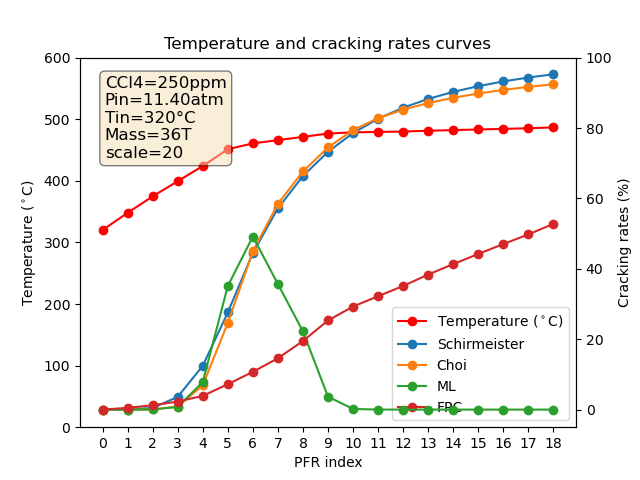 Temperature and cracking rates curves
CCl4=250ppm
Pin=11.40atm
Tin=320°C
Mass=36T
scale=20
Temperature (°C)
600
500
400
300
200
100
0
100
80
60
40
20
0
Cracking rates (%)
Temperature (°C)
Schirmeister
Choi
ML
EPC
0 1 2 3 4 5 6 7 8 9 10 11 12 13 14 15 16 17 18
PFR index